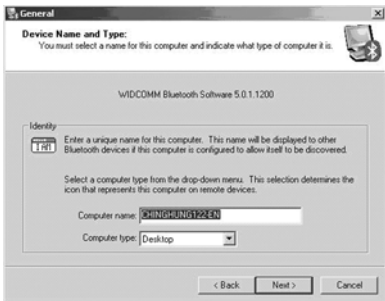 General
Device Name and Type:
You must select a name for this computer and indicate what type of computer it is.
WIDCOMM Bluetooth Software 5.0.1.1200
Identity
I AM
Enter a unique name for this computer. This name will be displayed to other
Bluetooth devices if this computer is configured to allow itself to be discovered.
Select a computer type from the drop-down menu. This selection determines the
icon that represents this computer on remote devices.
Computer name: CHINGHUNG122-EN
Computer type: Desktop
< Back Next > Cancel